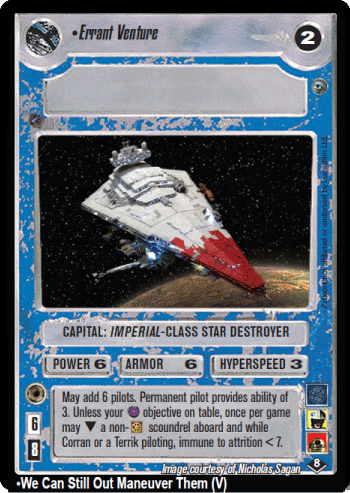 •Errant Venture
2
CAPITAL: IMPERIAL-CLASS STAR DESTROYER
POWER 6
ARMOR 6
HYPERSPEED 3
6
8
May add 6 pilots. Permanent pilot provides ability of
3. Unless your objective on table, once per game
may ▼ a non- scoundrel aboard and while
Corran or a Terrik piloting, immune to attrition < 7.
Image courtesy of Nicholas Sagan
8
•We Can Still Out Maneuver Them (V)